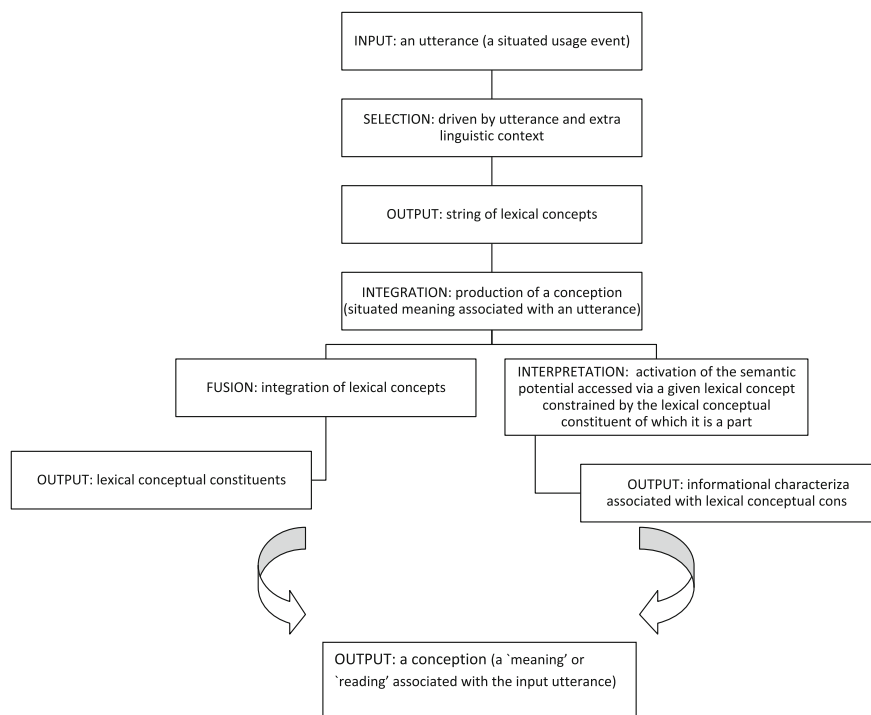 INPUT: an utterance (a situated usage event)
SELECTION: driven by utterance and extra
linguistic context
OUTPUT: string of lexical concepts
INTEGRATION: production of a conception
(situated meaning associated with an utterance)
FUSION: integration of lexical concepts
INTERPRETATION: activation of the semantic
potential accessed via a given lexical concept
constrained by the lexical conceptual
constituent of which it is a part
OUTPUT: lexical conceptual constituents
OUTPUT: informational characteriza
associated with lexical conceptual cons
OUTPUT: a conception (a `meaning’ or
`reading’ associated with the input utterance)